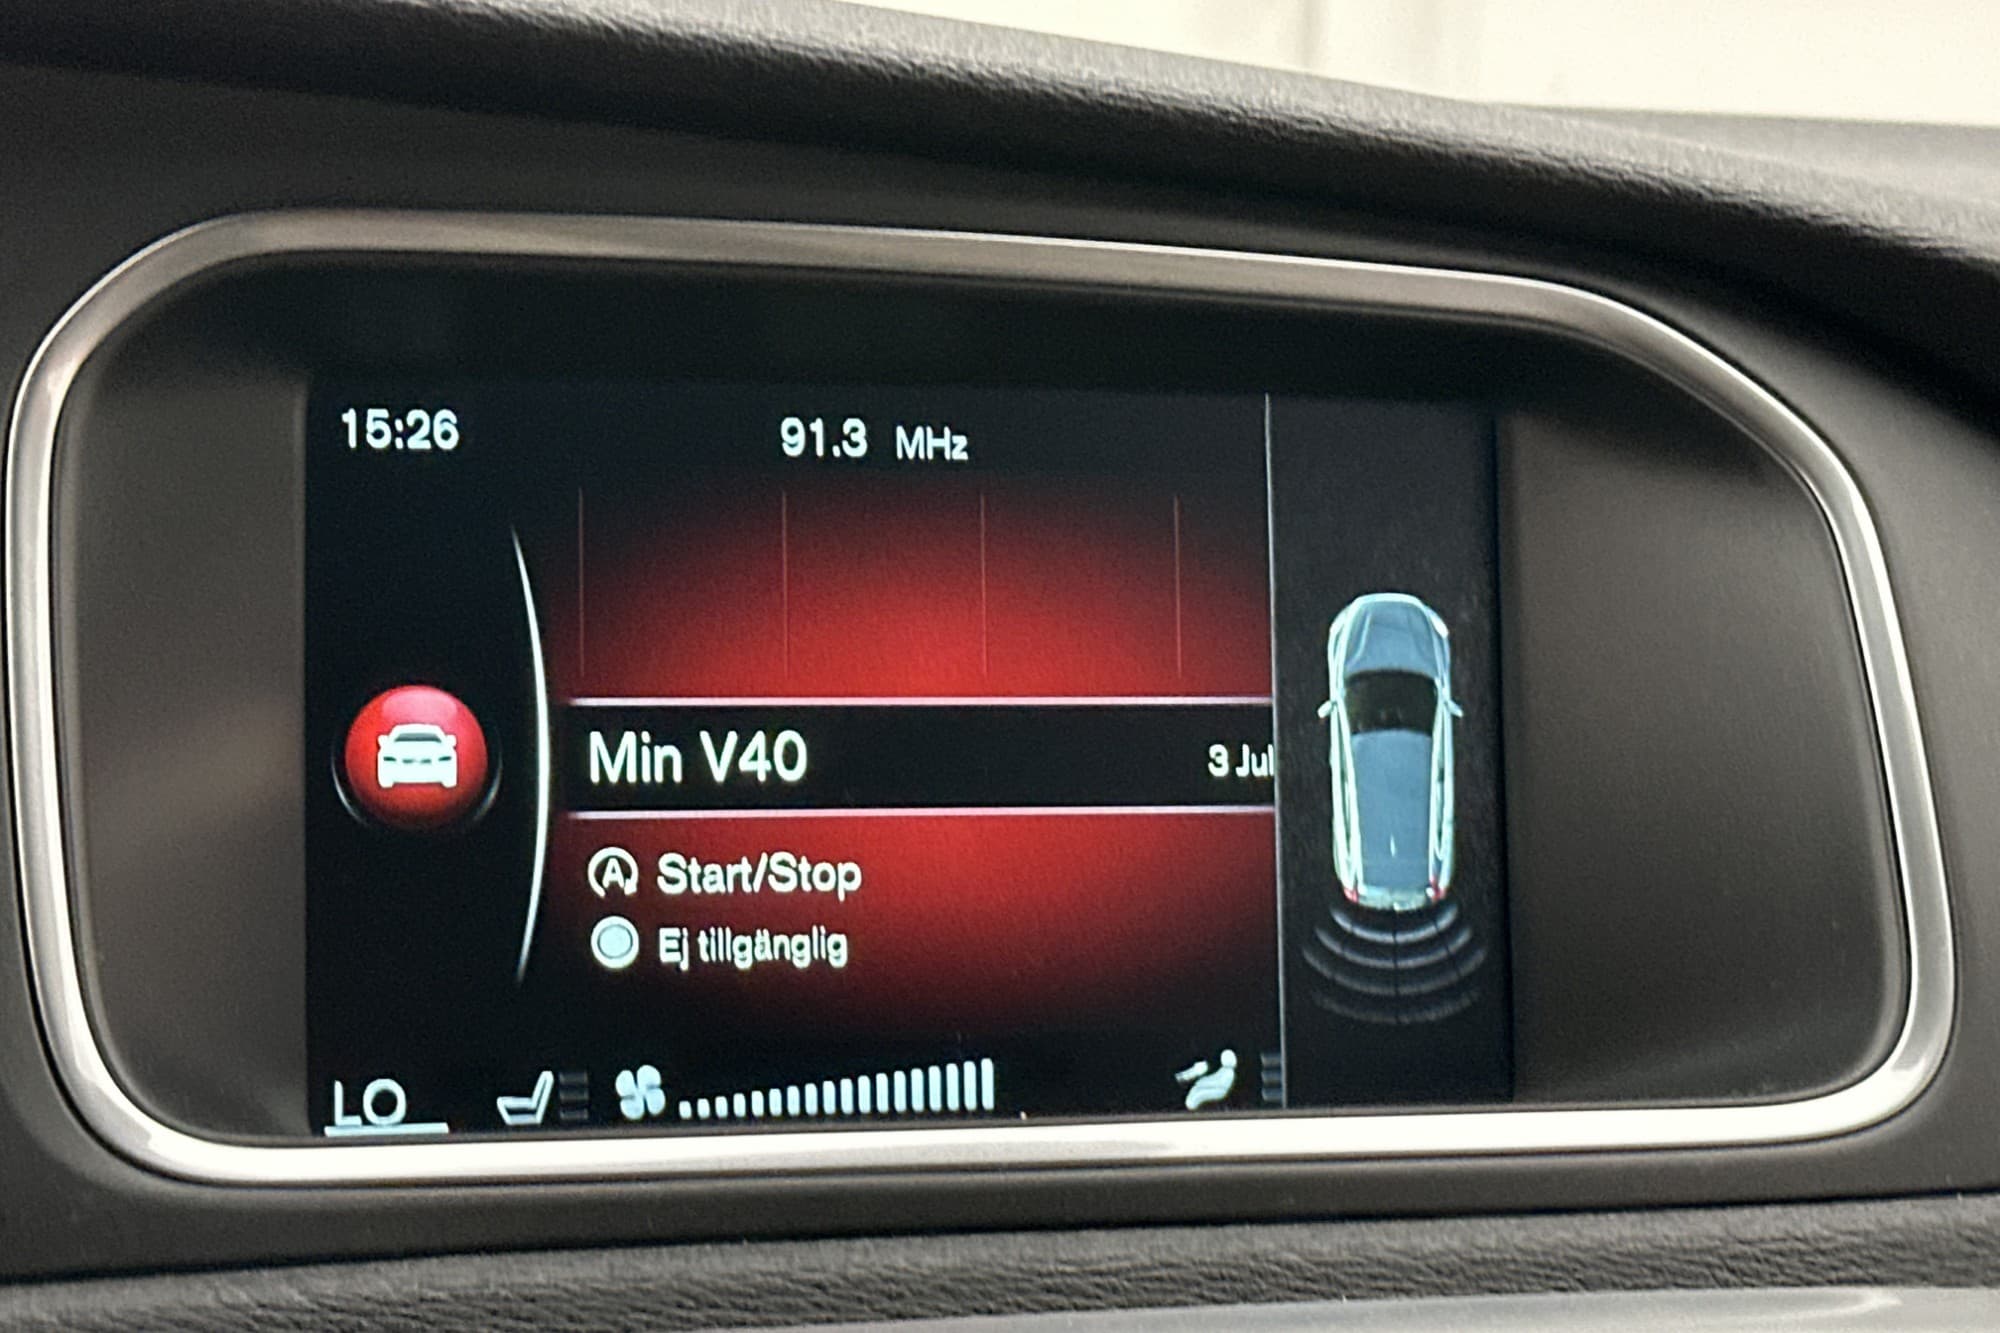 15:26
91.3 MHz
Min V40
3 Jul
Start/Stop
Ej tillgänglig
LO